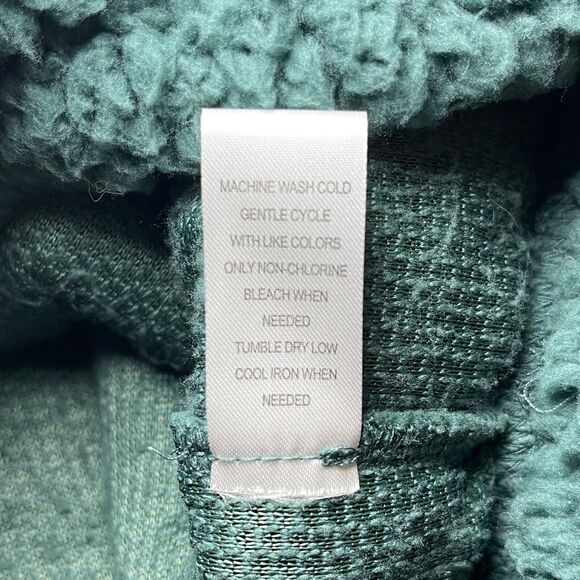 MACHINE WASH COLD
GENTLE CYCLE
WITH LIKE COLORS
ONLY NON-CHLORINE
BLEACH WHEN
NEEDED
TUMBLE DRY LOW
COOL IRON WHEN
NEEDED